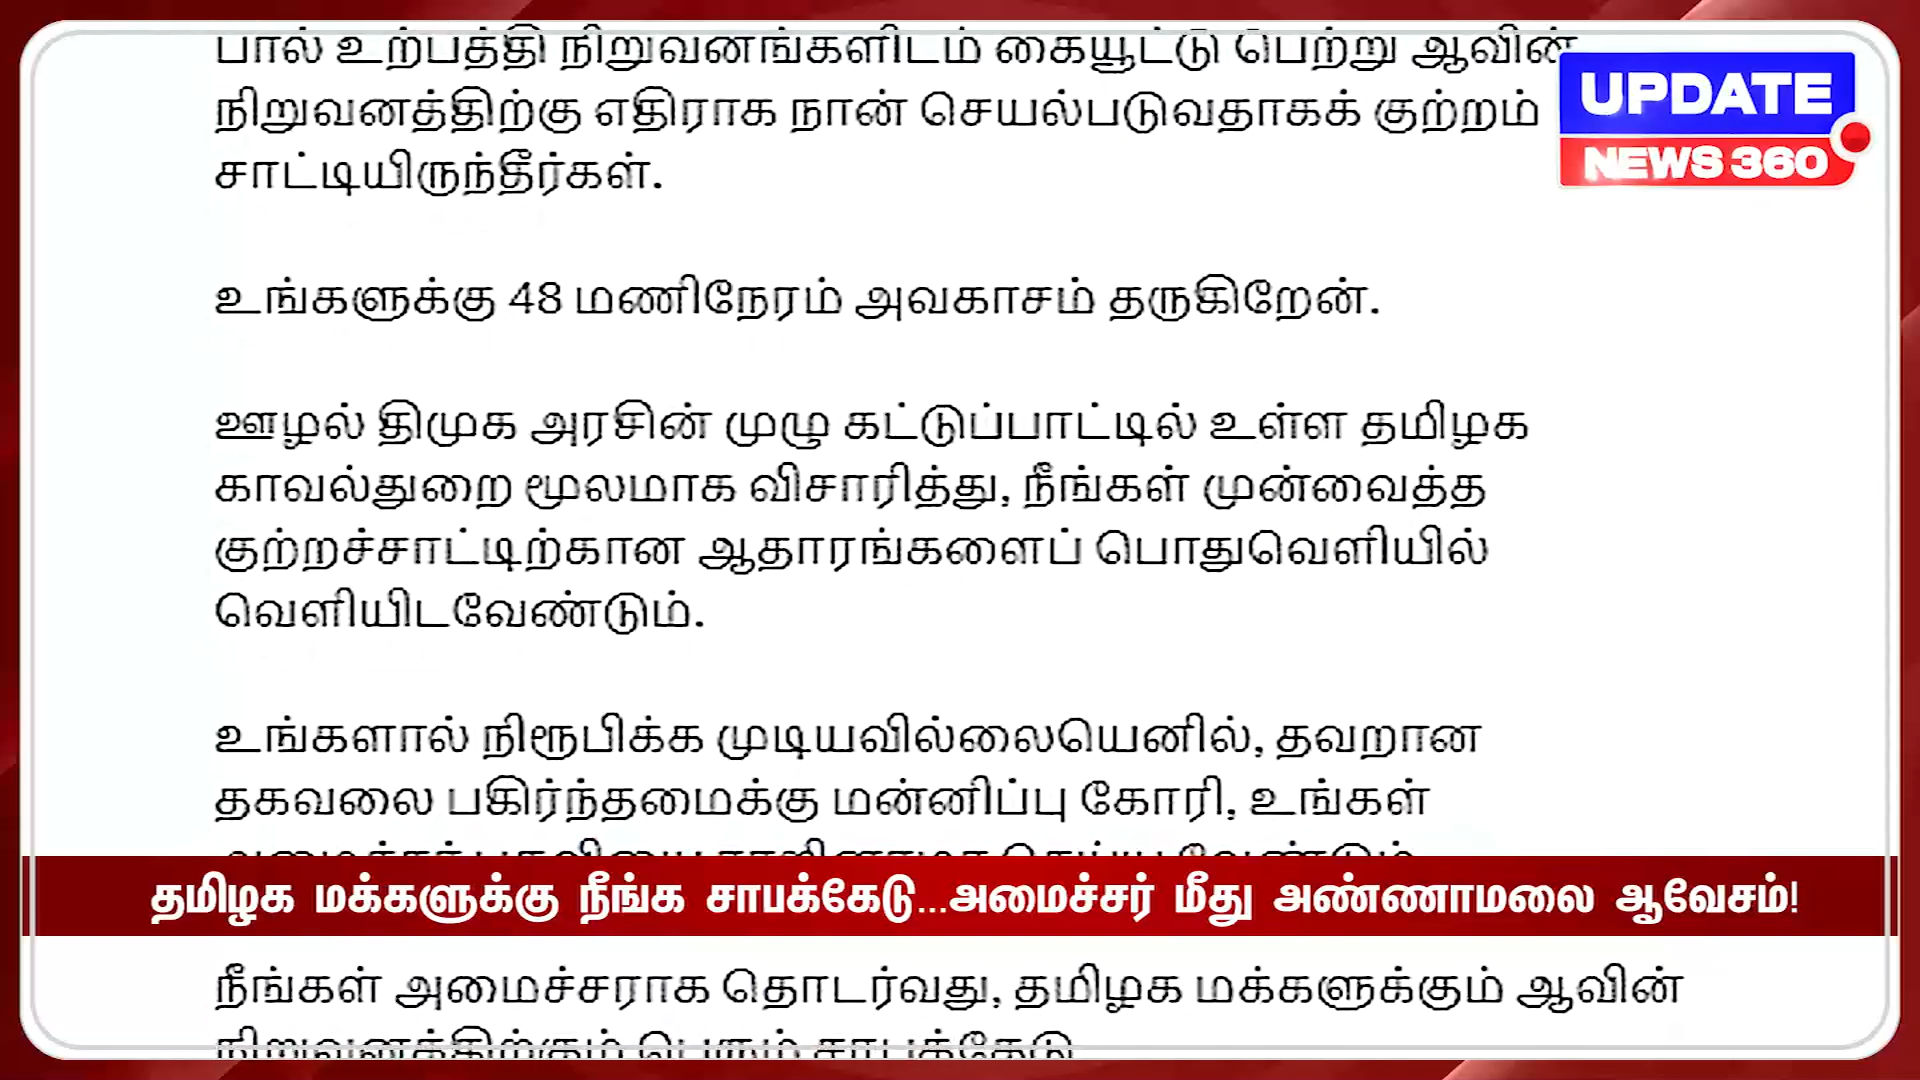 பால் உற்பத்தி நிறுவனங்களிடம் கையூட்டு பெற்று ஆவின்
நிறுவனத்திற்கு எதிராக நான் செயல்படுவதாகக் குற்றம்
சாட்டியிருந்தீர்கள்.
UPDATE
NEWS 360
உங்களுக்கு 48 மணிநேரம் அவகாசம் தருகிறேன்.
ஊழல் திமுக அரசின் முழு கட்டுப்பாட்டில் உள்ள தமிழக
காவல்துறை மூலமாக விசாரித்து, நீங்கள் முன்வைத்த
குற்றச்சாட்டிற்கான ஆதாரங்களைப் பொதுவெளியில்
வெளியிடவேண்டும்.
உங்களால் நிரூபிக்க முடியவில்லையெனில், தவறான
தகவலை பகிர்ந்தமைக்கு மன்னிப்பு கோரி, உங்கள்
தமிழக மக்களுக்கு நீங்க சாபக்கேடு...அமைச்சர் மீது அண்ணாமலை ஆவேசம்!
நீங்கள் அமைச்சராக தொடர்வது, தமிழக மக்களுக்கும் ஆவின்
நிறுவனத்திற்கும் பெரும் சாபக்கேடு